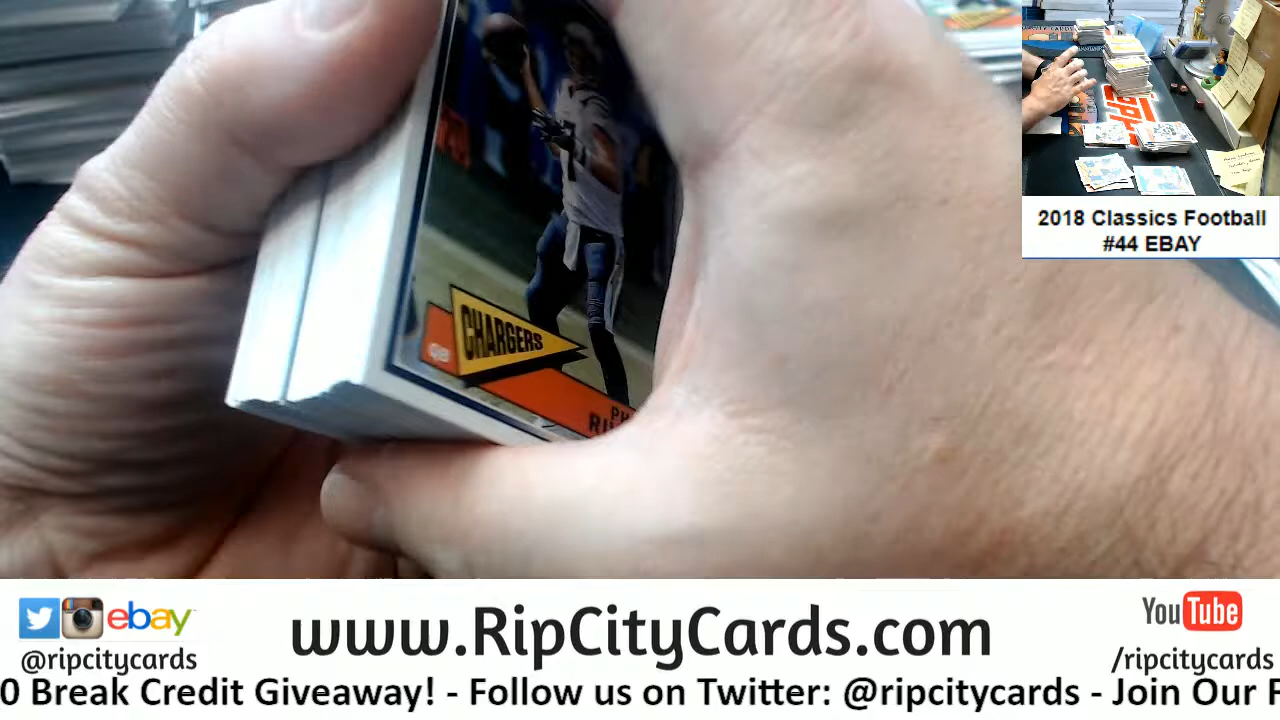 CHARGERS
QB
2018 Classics Football
#44 EBAY
ebay
www.RipCityCards.com
YouTube
@ripcitycards
/ripcitycards
0 Break Credit Giveaway! - Follow us on Twitter: @ripcitycards - Join Our F